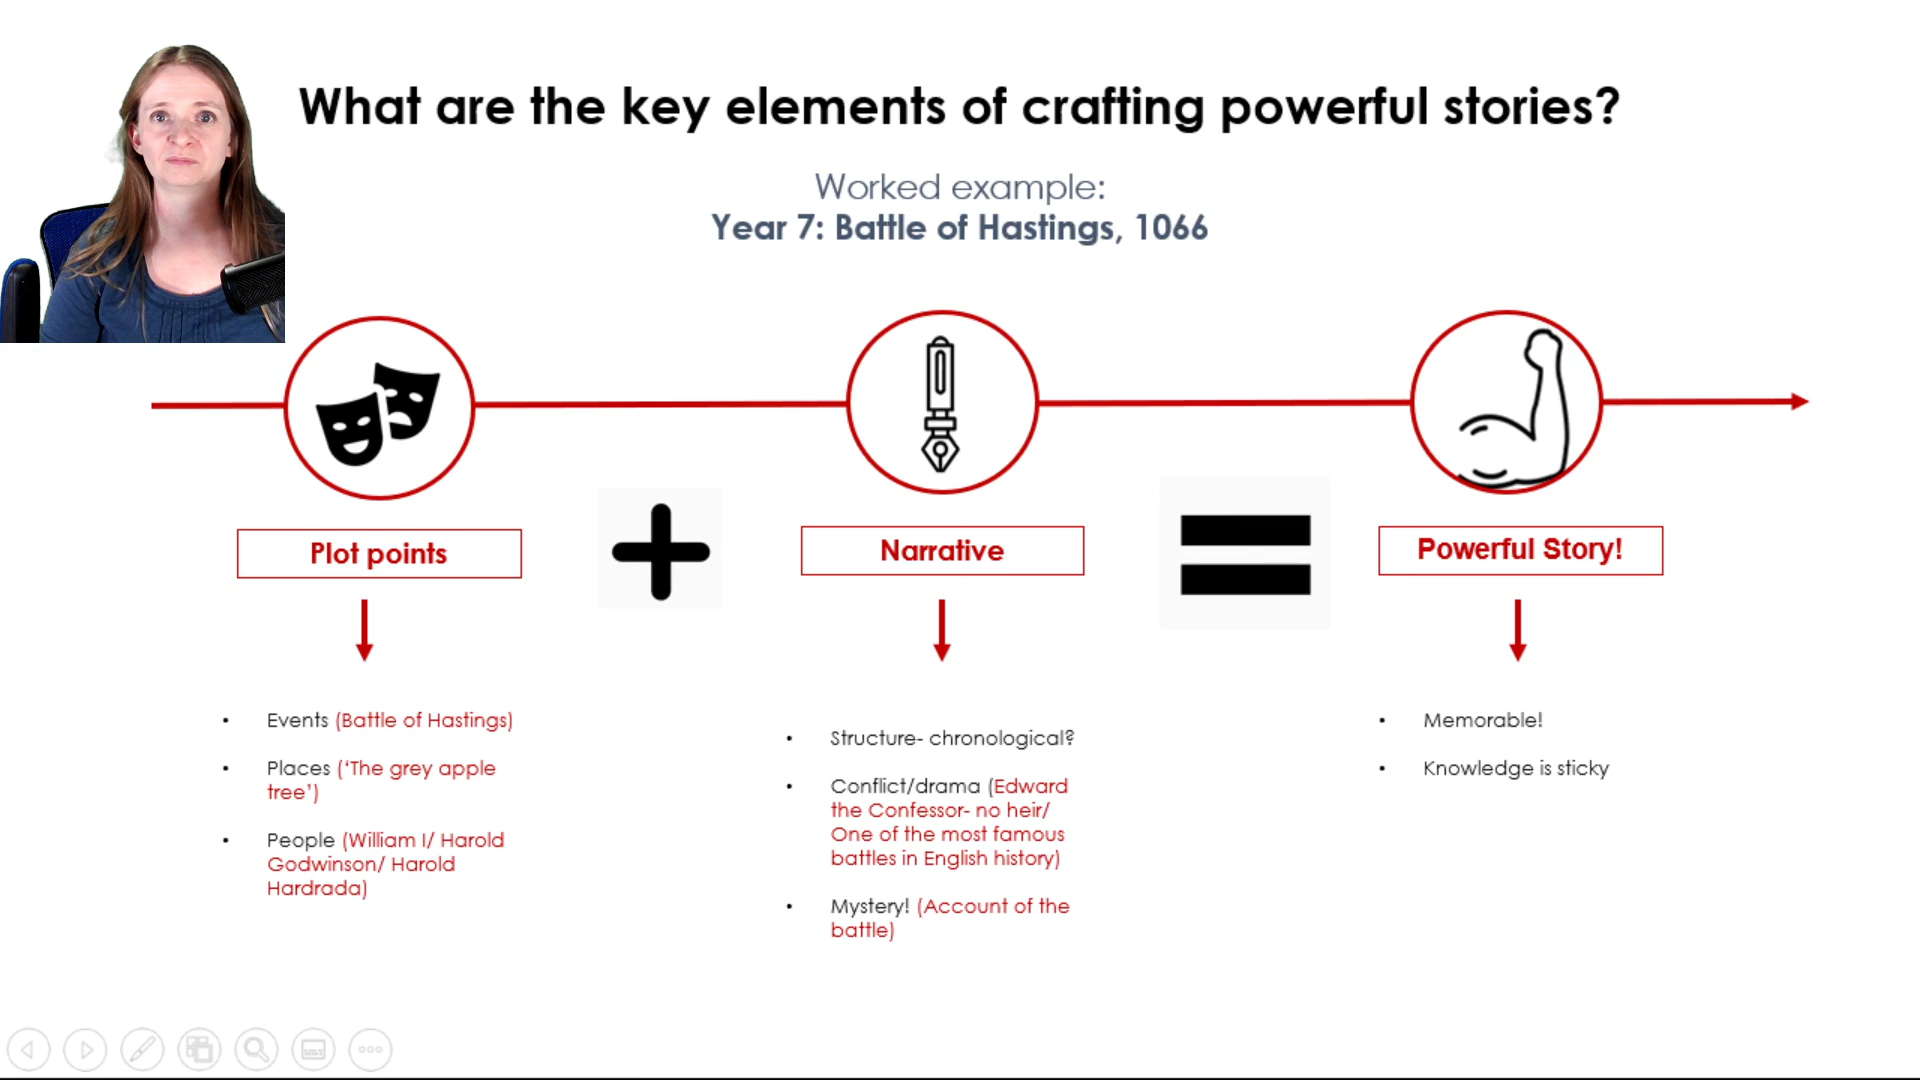 What are the key elements of crafting powerful stories?
Worked example:
Year 7: Battle of Hastings, 1066
Plot points
Narrative
Powerful Story!
• Events (Battle of Hastings)
• Places (‘The grey apple
tree’)
• People (William I/ Harold
Godwinson/ Harold
Hardrada)
• Structure- chronological?
• Conflict/drama (Edward
the Confessor- no heir/
One of the most famous
battles in English history)
• Mystery! (Account of the
battle)
• Memorable!
• Knowledge is sticky